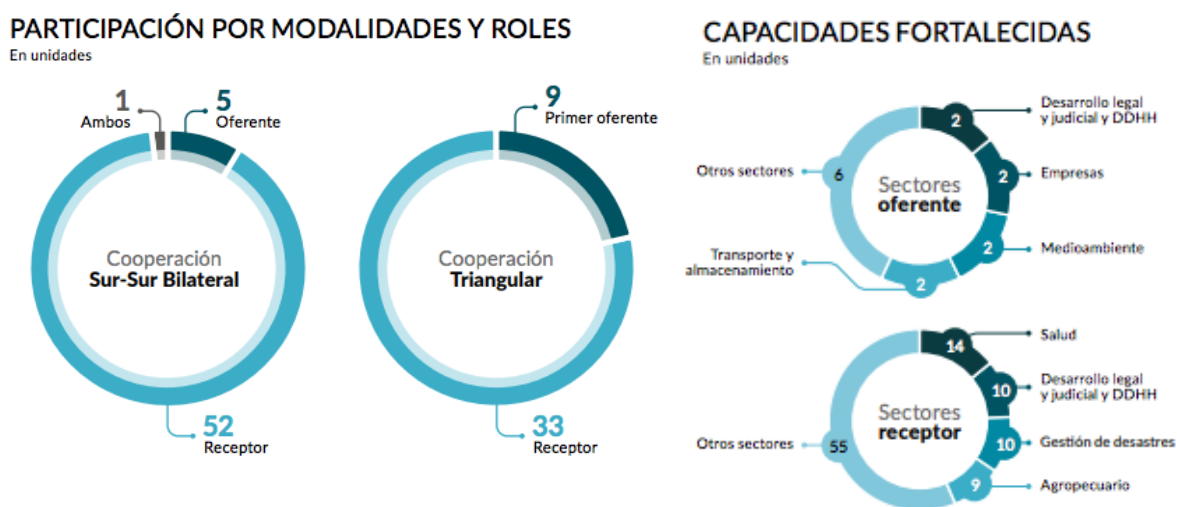 PARTICIPACIÓN POR MODALIDADES Y ROLES
En unidades
1
Ambos
5
Oferente
Cooperación
Sur-Sur Bilateral
52
Receptor
9
Primer oferente
Cooperación
Triangular
33
Receptor
CAPACIDADES FORTALECIDAS
En unidades
2
Desarrollo legal
y judicial y DDHH
2
Empresas
2
Medioambiente
2
Transporte y
almacenamiento
6
Otros sectores
Sectores
oferente
14
Salud
10
Desarrollo legal
y judicial y DDHH
10
Gestión de desastres
9
Agropecuario
55
Otros sectores
Sectores
receptor